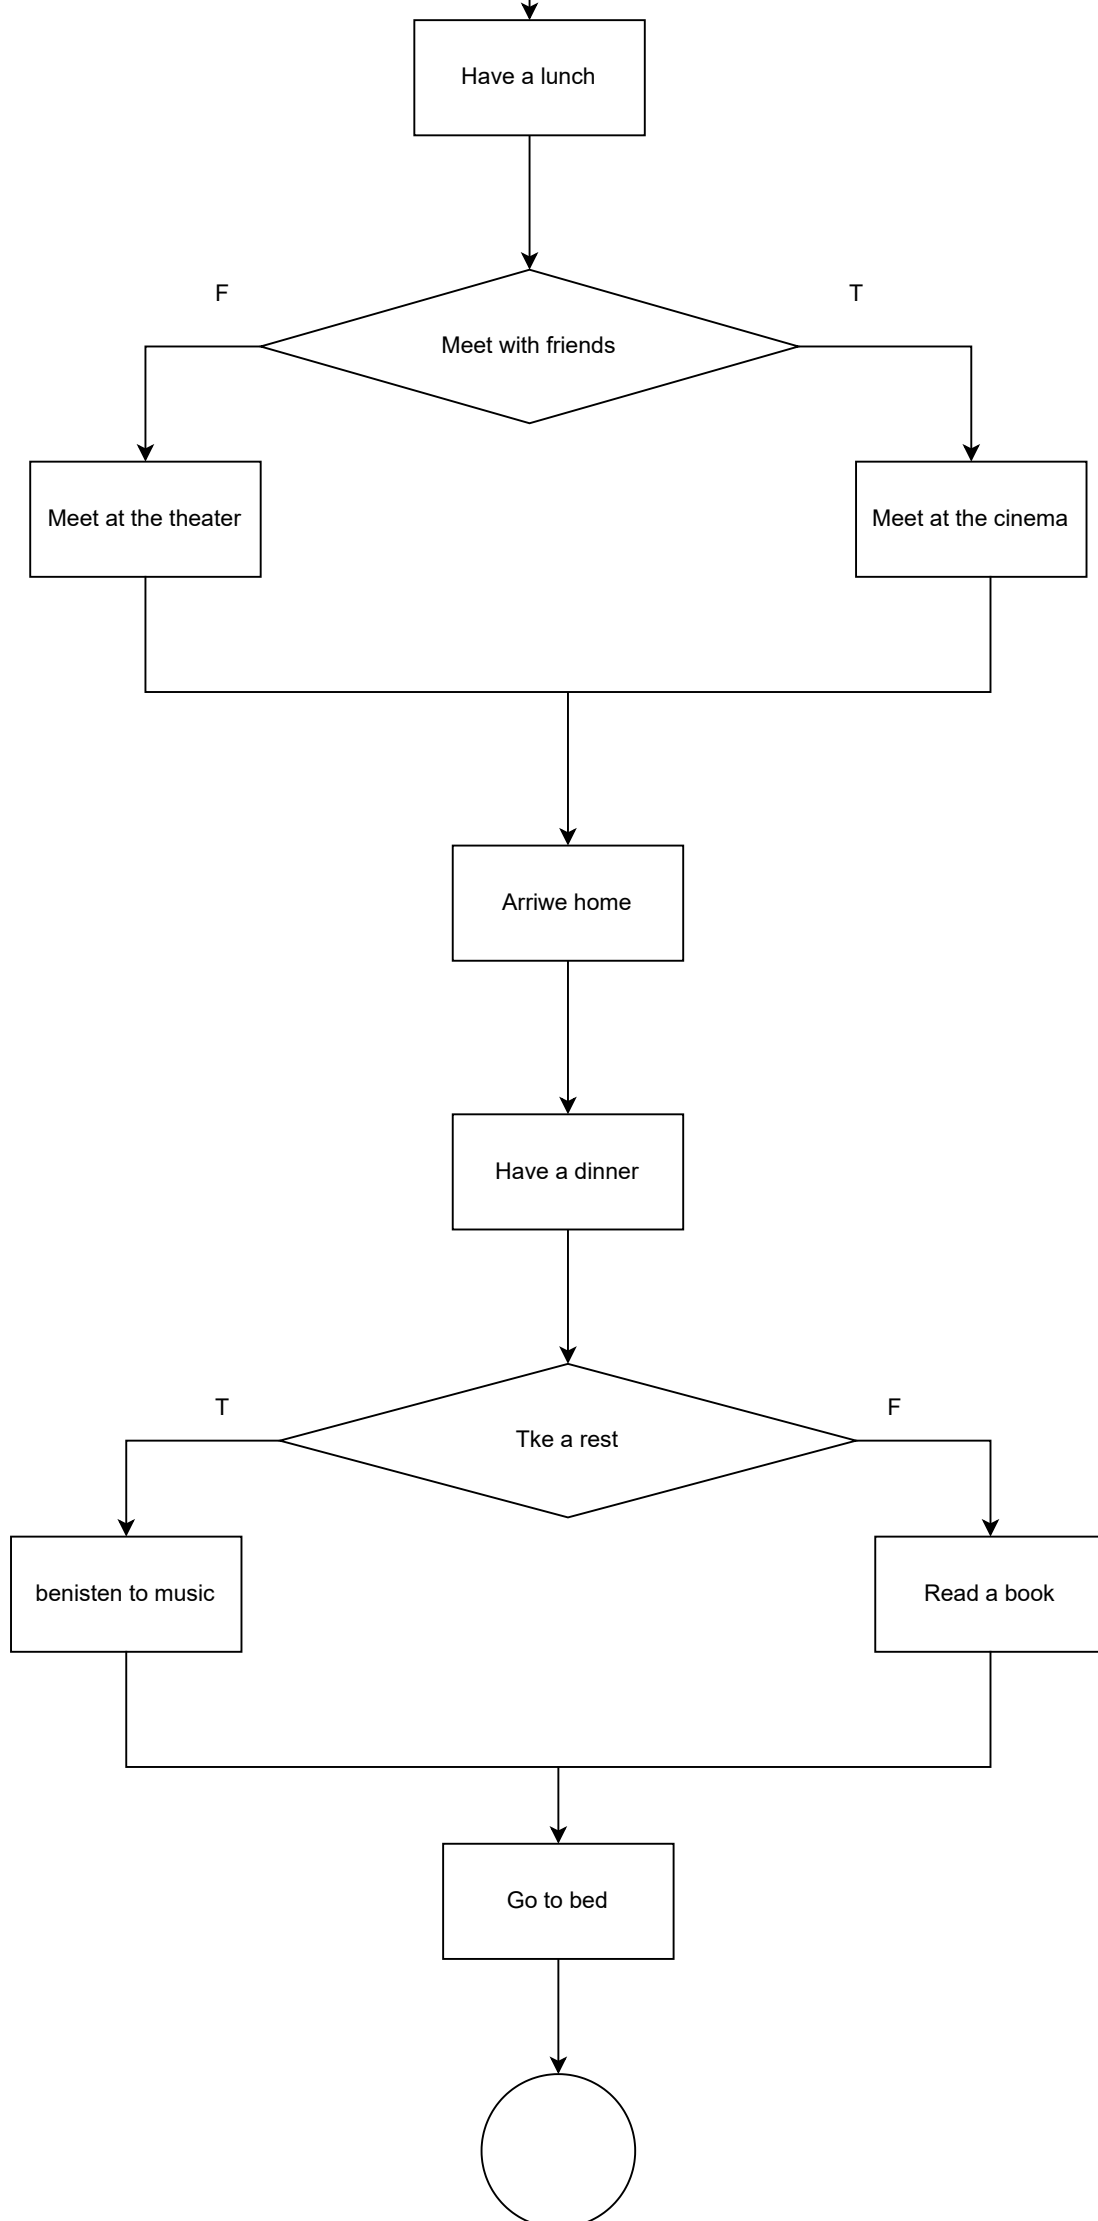 Have a lunch
F
T
Meet with friends
Meet at the theater
Meet at the cinema
Arriwe home
Have a dinner
T
F
Tke a rest
benisten to music
Read a book
Go to bed